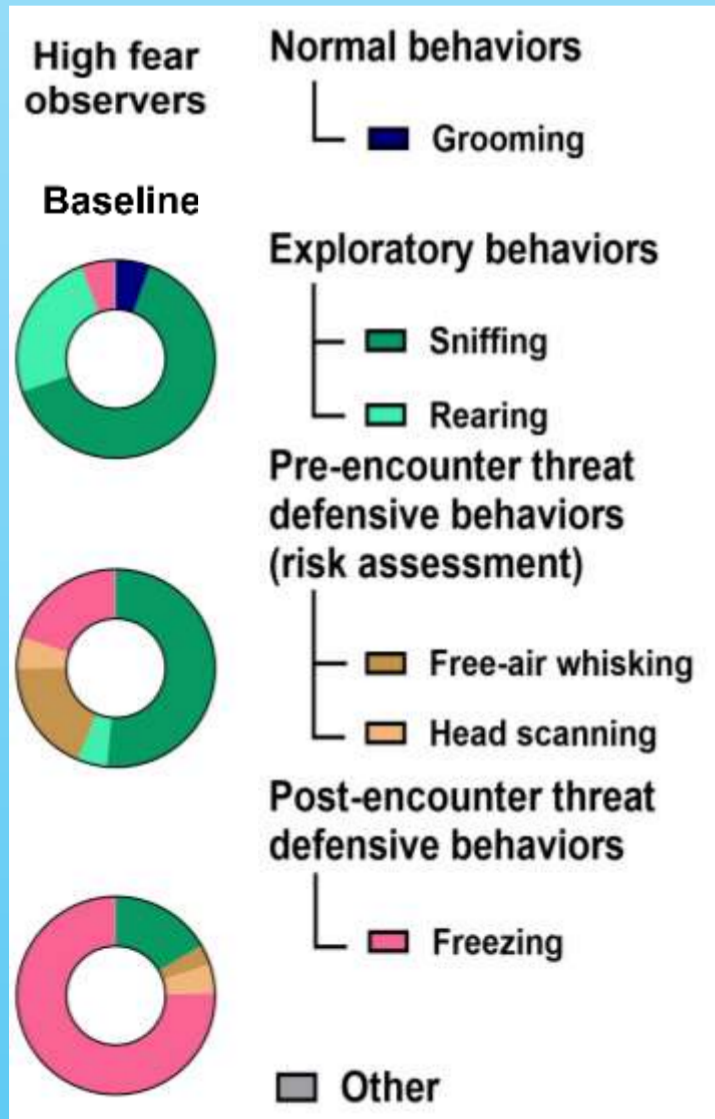 High fear
observers
Baseline
Normal behaviors
Grooming
Exploratory behaviors
Sniffing
Rearing
Pre-encounter threat
defensive behaviors
(risk assessment)
Free-air whisking
Head scanning
Post-encounter threat
defensive behaviors
Freezing
Other